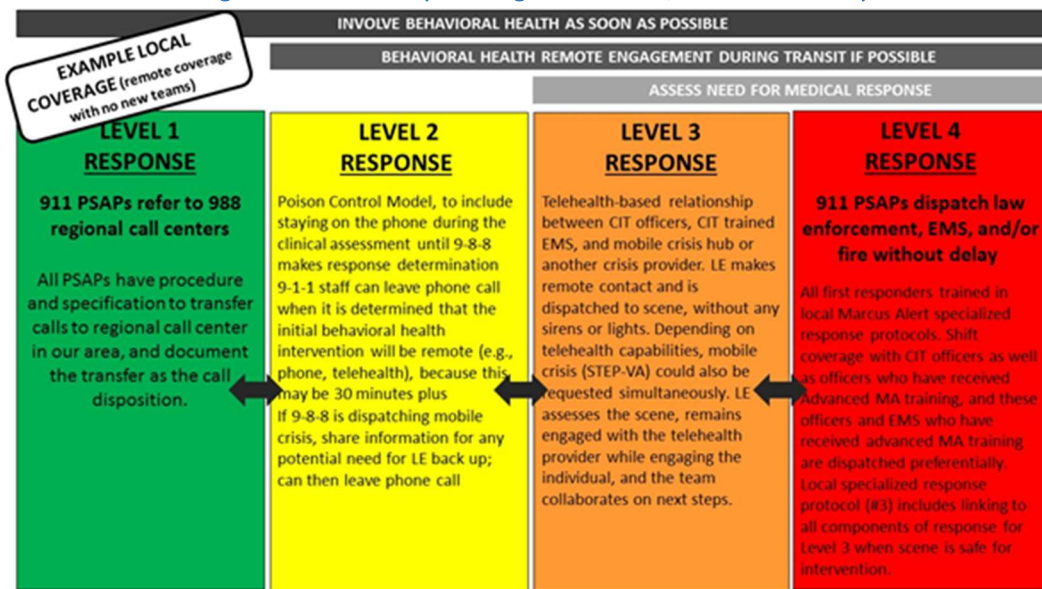 INVOLVE BEHAVIORAL HEALTH AS SOON AS POSSIBLE
BEHAVIORAL HEALTH REMOTE ENGAGEMENT DURING TRANSIT IF POSSIBLE
ASSESS NEED FOR MEDICAL RESPONSE
EXAMPLE LOCAL
COVERAGE (remote coverage
with no new teams)
LEVEL 1
RESPONSE
911 PSAPs refer to 988
regional call centers
All PSAPs have procedure
and specification to transfer
calls to regional call center
in our area, and document
the transfer as the call
disposition.
LEVEL 2
RESPONSE
Poison Control Model, to include
staying on the phone during the
clinical assessment until 9-8-8
makes response determination
9-1-1 staff can leave phone call
when it is determined that the
initial behavioral health
intervention will be remote (e.g.,
phone, telehealth), because this
may be 30 minutes plus
If 9-8-8 is dispatching mobile
crisis, share information for any
potential need for LE back up;
can then leave phone call
LEVEL 3
RESPONSE
Telehealth-based relationship
between CIT officers, CIT trained
EMS, and mobile crisis hub or
another crisis provider. LE makes
remote contact and is
dispatched to scene, without any
sirens or lights. Depending on
telehealth capabilities, mobile
crisis (STEP-VA) could also be
requested simultaneously. LE
assesses the scene, remains
engaged with the telehealth
provider while engaging the
individual, and the team
collaborates on next steps.
LEVEL 4
RESPONSE
911 PSAPs dispatch law
enforcement, EMS, and/or
fire without delay
All first responders trained in
local Marcus Alert specialized
response protocols. Shift
coverage with CIT officers as well
as officers who have received
Advanced MA training, and these
officers and EMS who have
received advanced MA training
are dispatched preferentially.
Local specialized response
protocol (#3) includes linking to
all components of response for
Level 3 when scene is safe for
intervention.